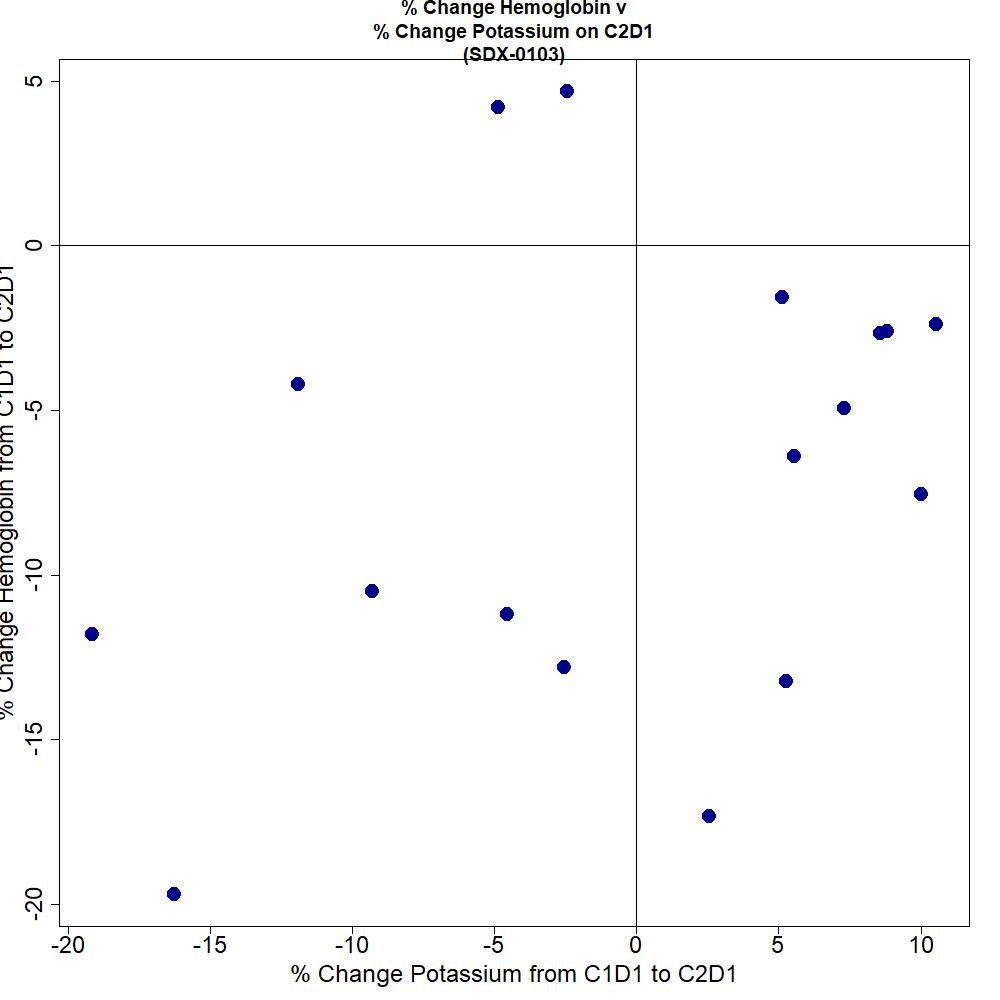 % Change Hemoglobin v
% Change Potassium on C2D1
(SDX-0103)
% Change Hemoglobin from C1D1 to C2D1
5
0
-5
-10
-15
-20
-20 -15 -10 -5 0 5 10
% Change Potassium from C1D1 to C2D1